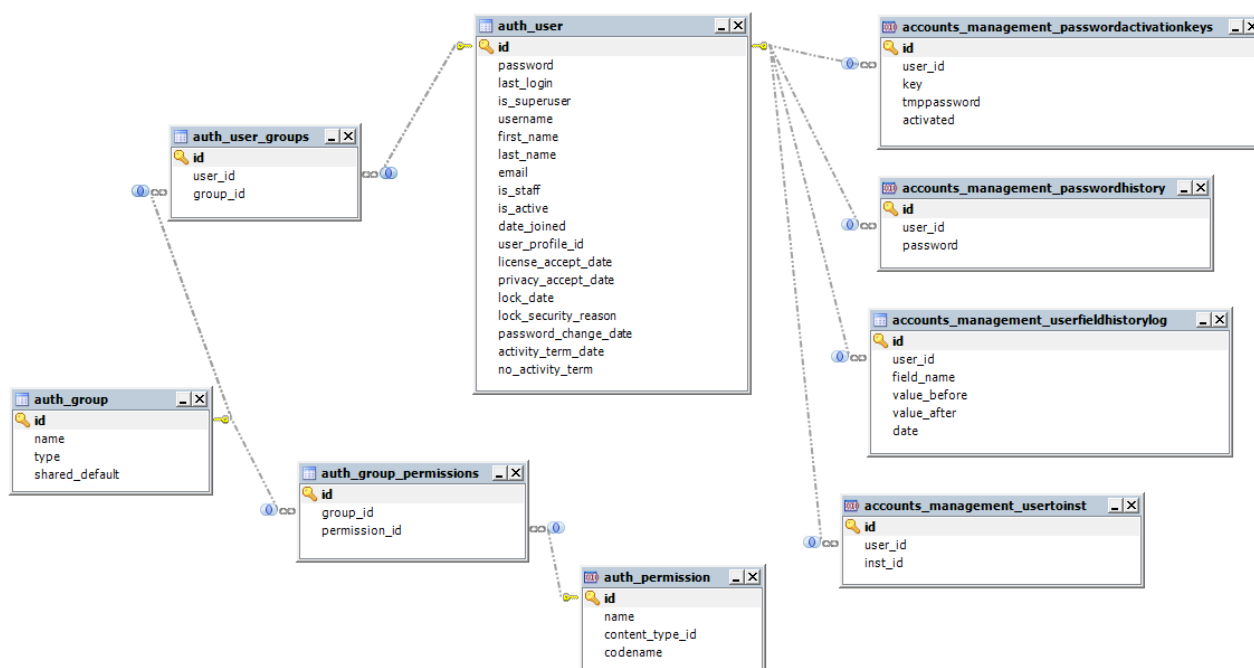 auth_user
id
password
last_login
is_superuser
username
first_name
last_name
email
is_staff
is_active
date_joined
user_profile_id
license_accept_date
privacy_accept_date
lock_date
lock_security_reason
password_change_date
activity_term_date
no_activity_term
accounts_management_passwordactivationkeys
id
user_id
key
tmppassword
activated
auth_user_groups
id
user_id
group_id
accounts_management_passwordhistory
id
user_id
password
accounts_management_userfieldhistorylog
id
user_id
field_name
value_before
value_after
date
auth_group
id
name
type
shared_default
auth_group_permissions
id
group_id
permission_id
accounts_management_usertoinst
id
user_id
inst_id
auth_permission
id
name
content_type_id
codename